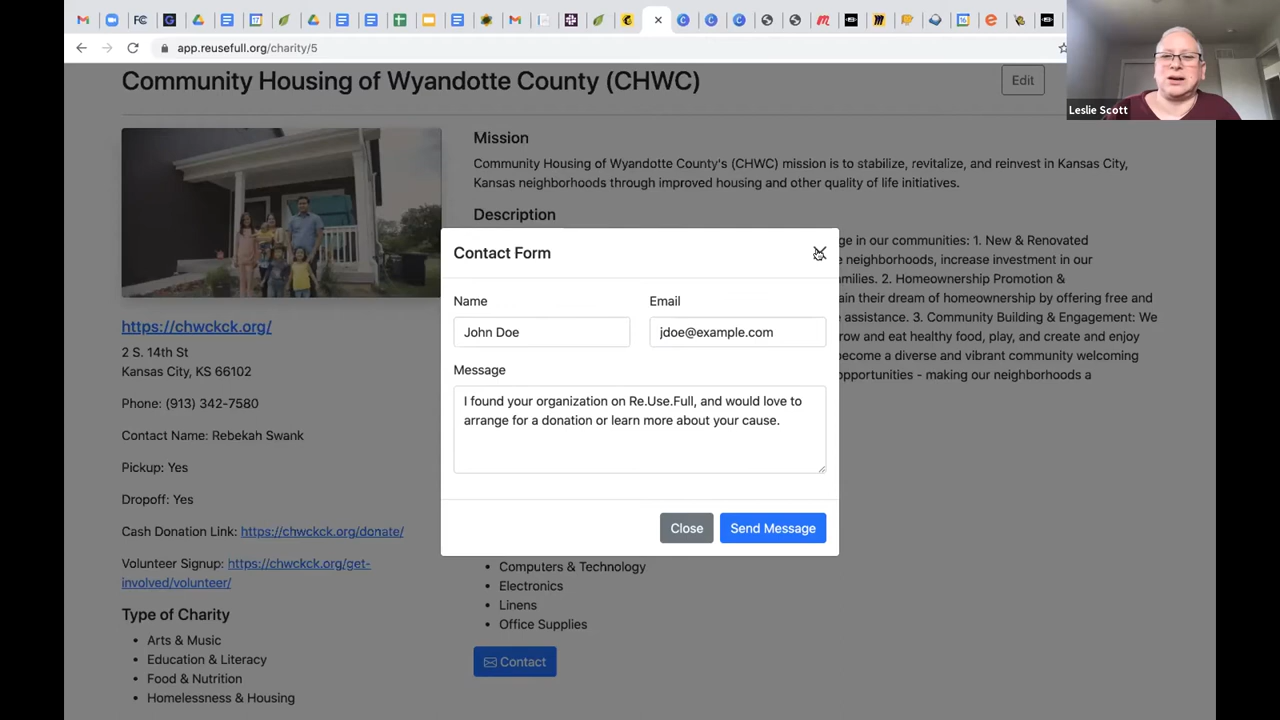 app.reusefull.org/charity/5
Leslie Scott
Community Housing of Wyandotte County (CHWC)
Edit
Mission
Community Housing of Wyandotte County's (CHWC) mission is to stabilize, revitalize, and reinvest in Kansas City,
Kansas neighborhoods through improved housing and other quality of life initiatives.
Description
ge in our communities: 1. New & Renovated
neighborhoods, increase investment in our
amilies. 2. Homeownership Promotion &
ain their dream of homeownership by offering free and
assistance. 3. Community Building & Engagement: We
row and eat healthy food, play, and create and enjoy
become a diverse and vibrant community welcoming
opportunities - making our neighborhoods a
Contact Form
Name
Email
John Doe
jdoe@example.com
Message
I found your organization on Re.Use.Full, and would love to
arrange for a donation or learn more about your cause.
Close
Send Message
https://chwckck.org/
2 S. 14th St
Kansas City, KS 66102
Phone: (913) 342-7580
Contact Name: Rebekah Swank
Pickup: Yes
Dropoff: Yes
Cash Donation Link: https://chwckck.org/donate/
Volunteer Signup: https://chwckck.org/get-
involved/volunteer/
Type of Charity
• Arts & Music
• Education & Literacy
• Food & Nutrition
• Homelessness & Housing
• Computers & Technology
• Electronics
• Linens
• Office Supplies
Contact